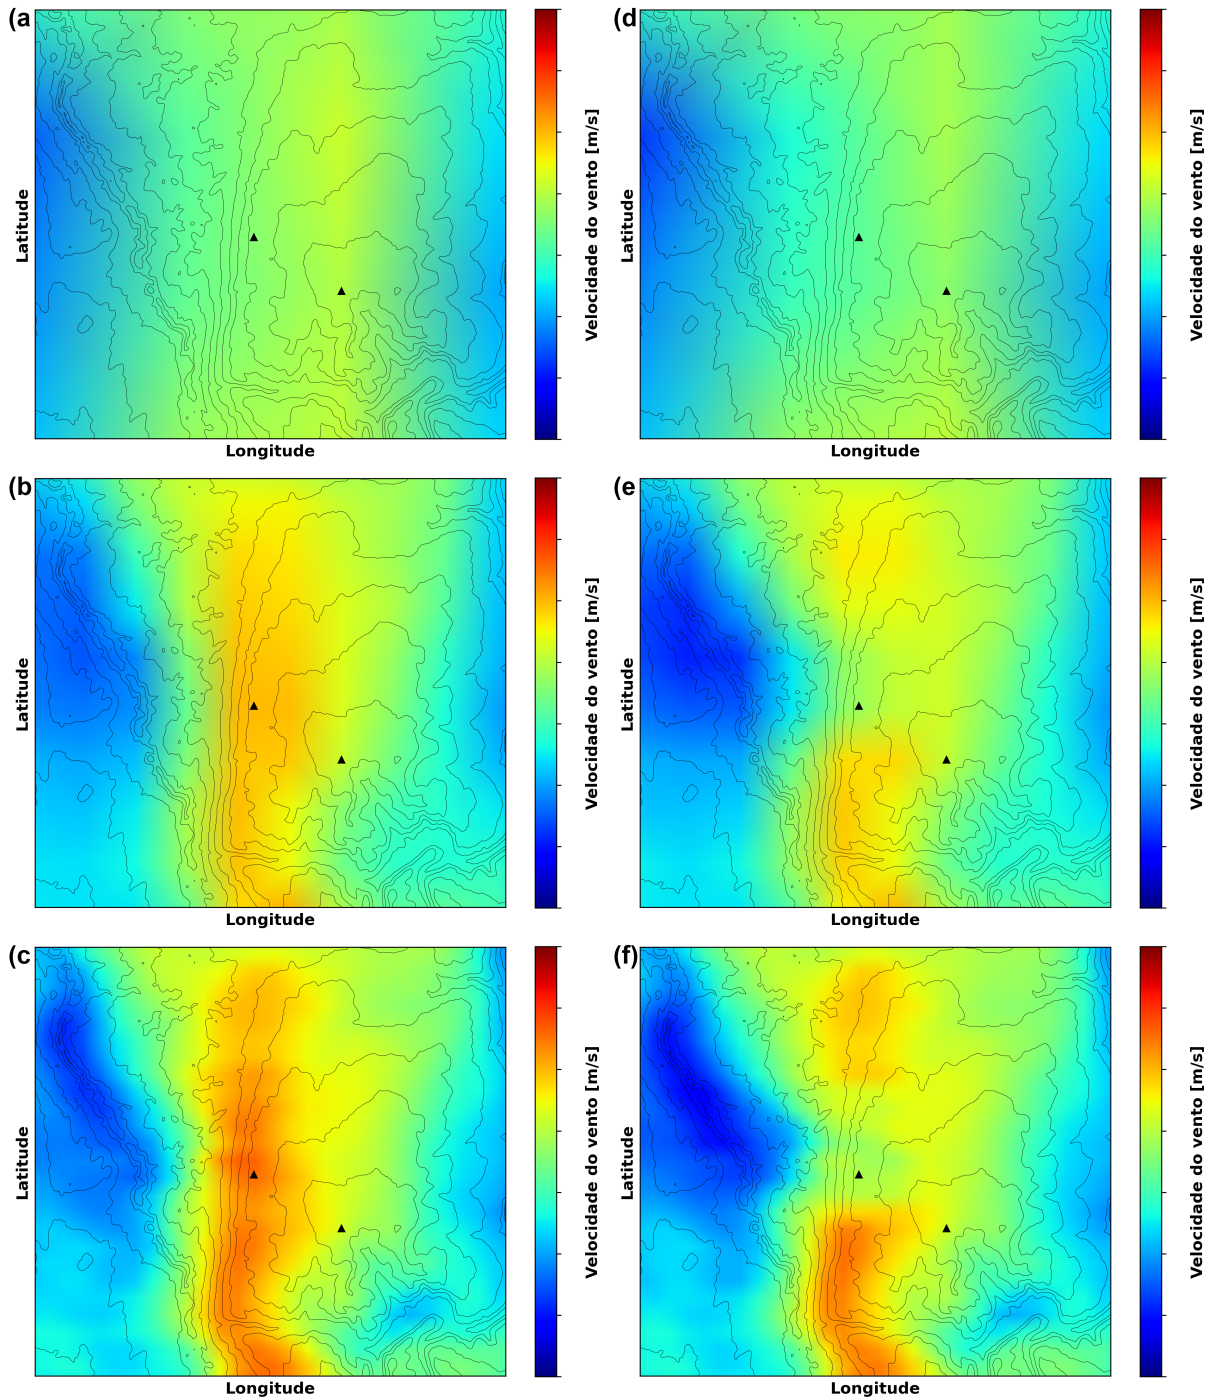 (a
Latitude
Longitude
Velocidade do vento [m/s]
(d
Latitude
Longitude
Velocidade do vento [m/s]
(b
Latitude
Longitude
Velocidade do vento [m/s]
(e
Latitude
Longitude
Velocidade do vento [m/s]
(c
Latitude
Longitude
Velocidade do vento [m/s]
(f)
Latitude
Longitude
Velocidade do vento [m/s]